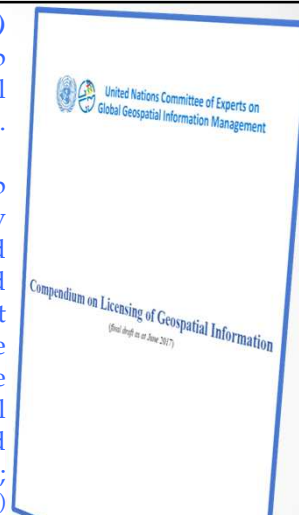 United Nations Committee of Experts on
Global Geospatial Information Management
Compendium on Licensing of Geospatial Information
(final draft as at June 2017)